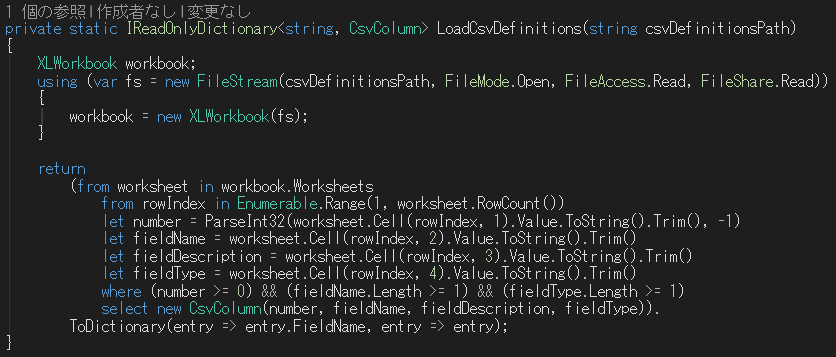 1 個の参照|作成者なし|変更なし
private static IReadOnlyDictionary<string, CsvColumn> LoadCsvDefinitions(string csvDefinitionsPath)
{
    XLWorkbook workbook;
    using (var fs = new FileStream(csvDefinitionsPath, FileMode.Open, FileAccess.Read, FileShare.Read))
    {
        workbook = new XLWorkbook(fs);
    }

    return
        (from worksheet in workbook.Worksheets
            from rowIndex in Enumerable.Range(1, worksheet.RowCount())
            let number = ParseInt32(worksheet.Cell(rowIndex, 1).Value.ToString().Trim(), -1)
            let fieldName = worksheet.Cell(rowIndex, 2).Value.ToString().Trim()
            let fieldDescription = worksheet.Cell(rowIndex, 3).Value.ToString().Trim()
            let fieldType = worksheet.Cell(rowIndex, 4).Value.ToString().Trim()
            where (number >= 0) && (fieldName.Length >= 1) && (fieldType.Length >= 1)
            select new CsvColumn(number, fieldName, fieldDescription, fieldType)).
        ToDictionary(entry => entry.FieldName, entry => entry);
}